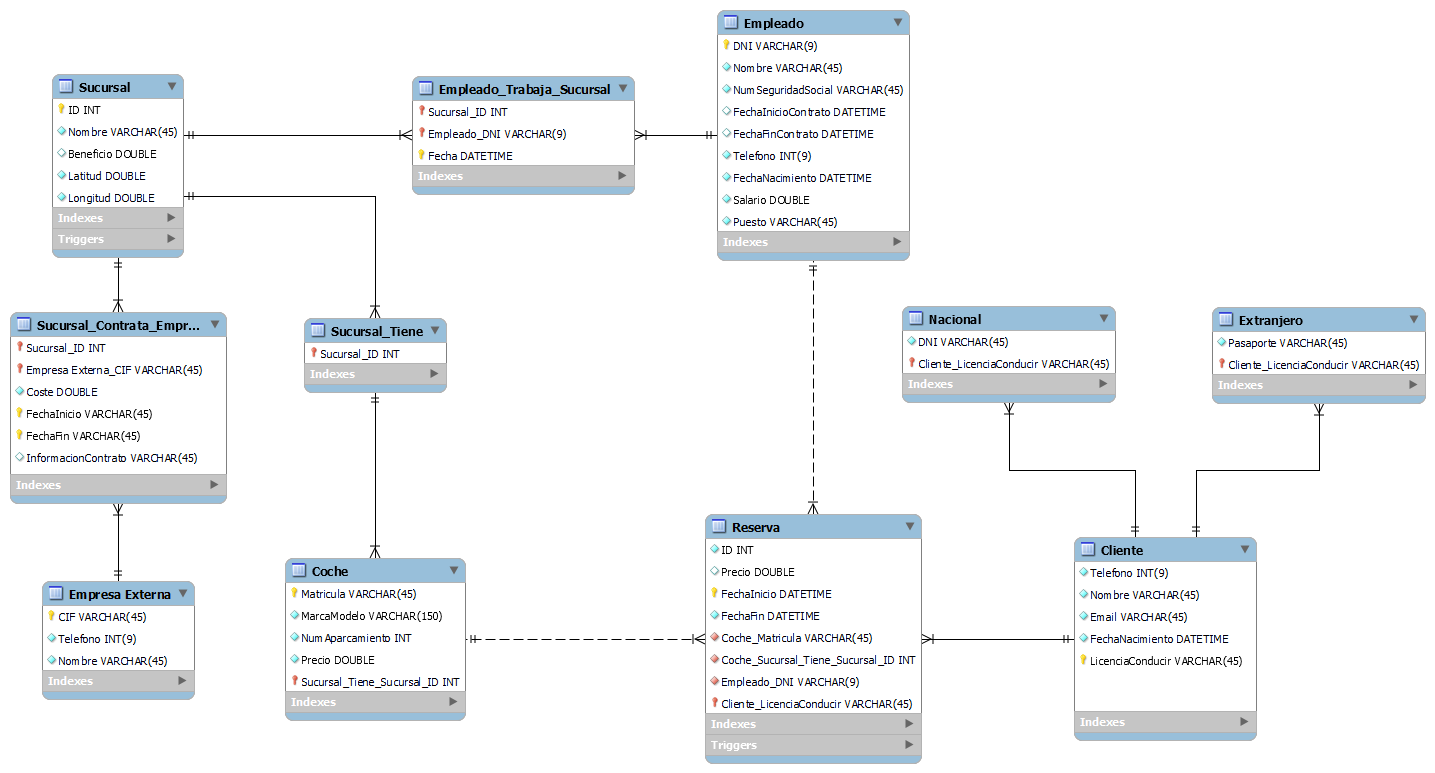 Empleado
DNI VARCHAR(9)
Nombre VARCHAR(45)
NumSeguridadSocial VARCHAR(45)
FechaInicioContrato DATETIME
FechaFinContrato DATETIME
Telefono INT(9)
FechaNacimiento DATETIME
Salario DOUBLE
Puesto VARCHAR(45)
Indexes
Sucursal
ID INT
Nombre VARCHAR(45)
Beneficio DOUBLE
Latitud DOUBLE
Longitud DOUBLE
Indexes
Triggers
Empleado_Trabaja_Sucursal
Sucursal_ID INT
Empleado_DNI VARCHAR(9)
Fecha DATETIME
Indexes
Sucursal_Contrata_Empr...
Sucursal_ID INT
Empresa Externa_CIF VARCHAR(45)
Coste DOUBLE
FechaInicio VARCHAR(45)
FechaFin VARCHAR(45)
InformacionContrato VARCHAR(45)
Indexes
Sucursal_Tiene
Sucursal_ID INT
Indexes
Nacional
DNI VARCHAR(45)
Cliente_LicenciaConducir VARCHAR(45)
Indexes
Extranjero
Pasaporte VARCHAR(45)
Cliente_LicenciaConducir VARCHAR(45)
Indexes
Empresa Externa
CIF VARCHAR(45)
Telefono INT(9)
Nombre VARCHAR(45)
Indexes
Coche
Matricula VARCHAR(45)
MarcaModelo VARCHAR(150)
NumAparcamiento INT
Precio DOUBLE
Sucursal_Tiene_Sucursal_ID INT
Indexes
Reserva
ID INT
Precio DOUBLE
FechaInicio DATETIME
FechaFin DATETIME
Coche_Matricula VARCHAR(45)
Coche_Sucursal_Tiene_Sucursal_ID INT
Empleado_DNI VARCHAR(9)
Cliente_LicenciaConducir VARCHAR(45)
Indexes
Triggers
Cliente
Telefono INT(9)
Nombre VARCHAR(45)
Email VARCHAR(45)
FechaNacimiento DATETIME
LicenciaConducir VARCHAR(45)
Indexes